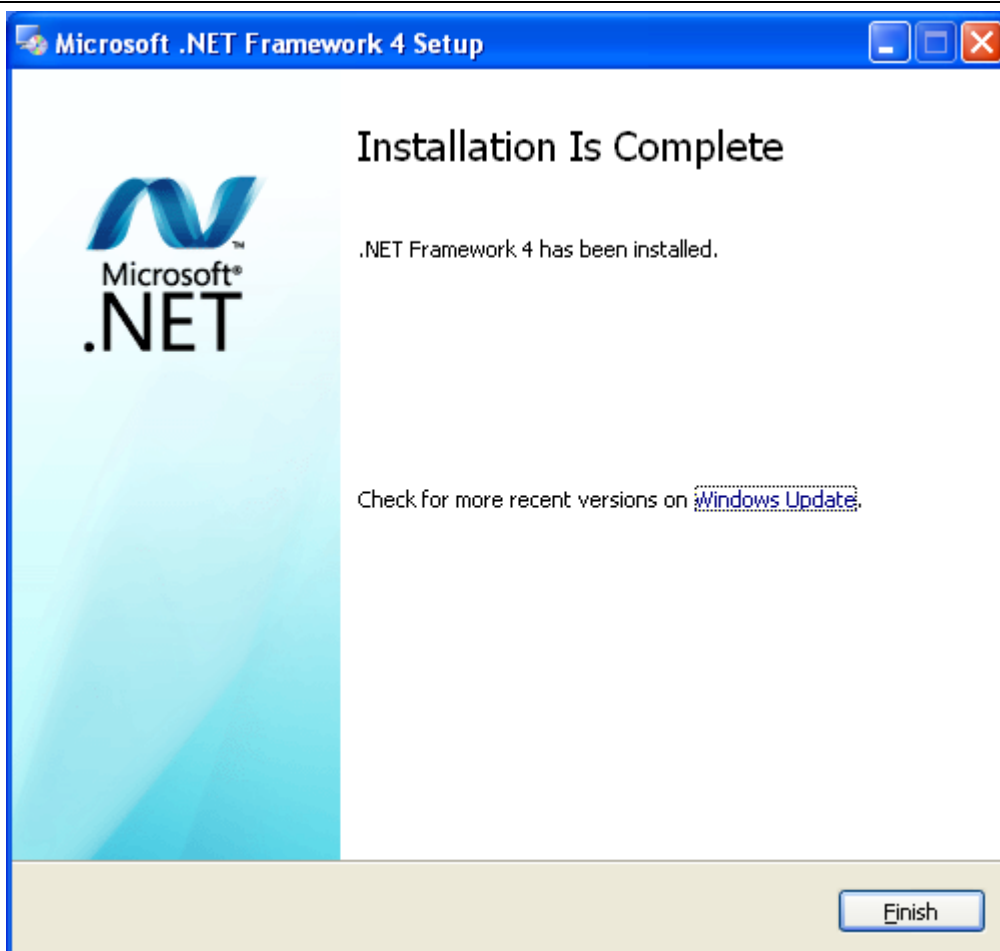 Microsoft .NET Framework 4 Setup
Installation Is Complete
.NET Framework 4 has been installed.
Microsoft®
.NET
™
Check for more recent versions on Windows Update.
Finish